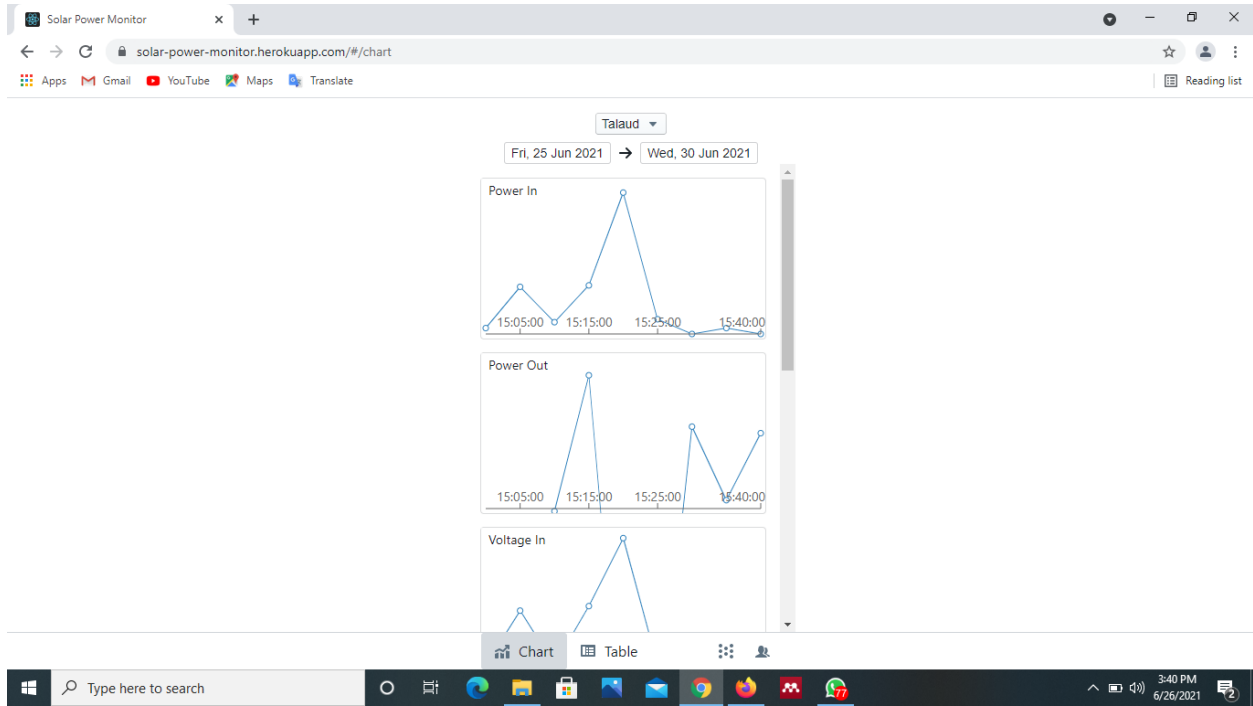 Solar Power Monitor
solar-power-monitor.herokuapp.com/#/chart
Apps Gmail YouTube Maps Translate Reading list
Talaud
Fri, 25 Jun 2021 → Wed, 30 Jun 2021
Power In
15:05:00 15:15:00 15:25:00 15:40:00
Power Out
15:05:00 15:15:00 15:25:00 15:40:00
Voltage In
Chart Table
Type here to search
77
3:40 PM
6/26/2021
2